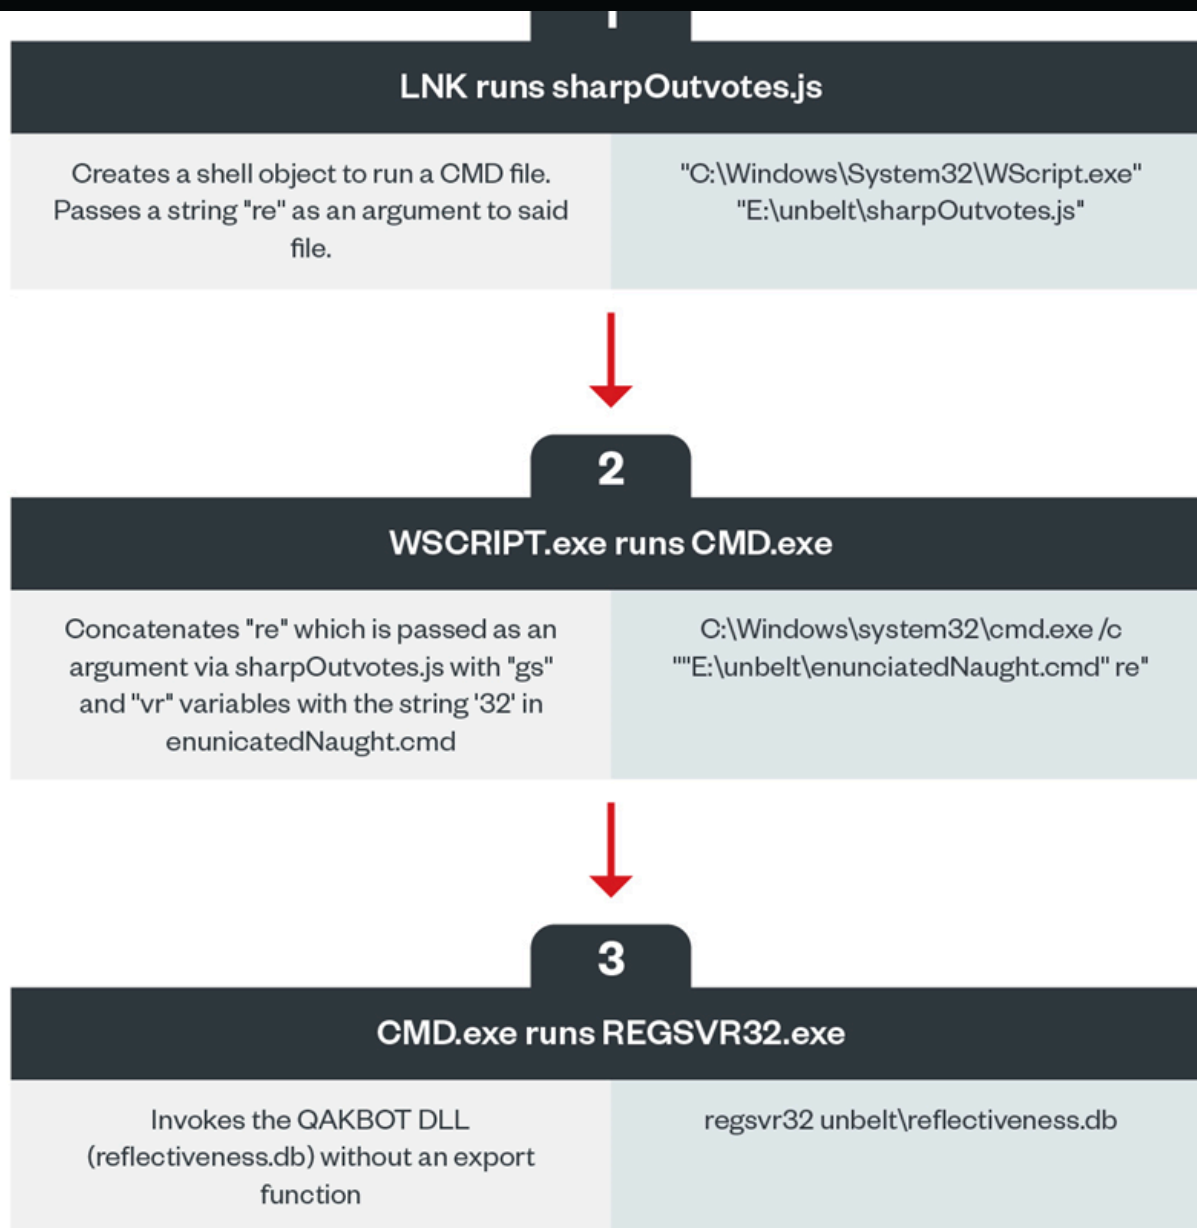 1
LNK runs sharpOutvotes.js
Creates a shell object to run a CMD file.
Passes a string "re" as an argument to said
file.
"C:\Windows\System32\WScript.exe"
"E:\unbelt\sharpOutvotes.js"
2
WSCRIPT.exe runs CMD.exe
Concatenates "re" which is passed as an
argument via sharpOutvotes.js with "gs"
and "vr" variables with the string '32' in
enunicatedNaught.cmd
C:\Windows\system32\cmd.exe /c
""E:\unbelt\enunciatedNaught.cmd" re"
3
CMD.exe runs REGSVR32.exe
Invokes the QAKBOT DLL
(reflectiveness.db) without an export
function
regsvr32 unbelt\reflectiveness.db